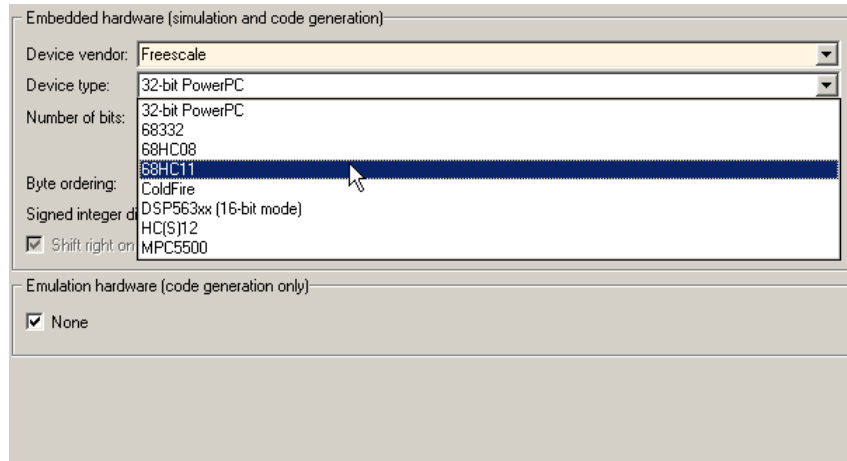 Embedded hardware (simulation and code generation)
Device vendor: Freescale
Device type: 32-bit PowerPC
Number of bits: 32-bit PowerPC
68332
68HC08
68HC11
Byte ordering: ColdFire
Signed integer di DSP563xx (16-bit mode)
HC(S)12
Shift right on MPC5500
Emulation hardware (code generation only)
None